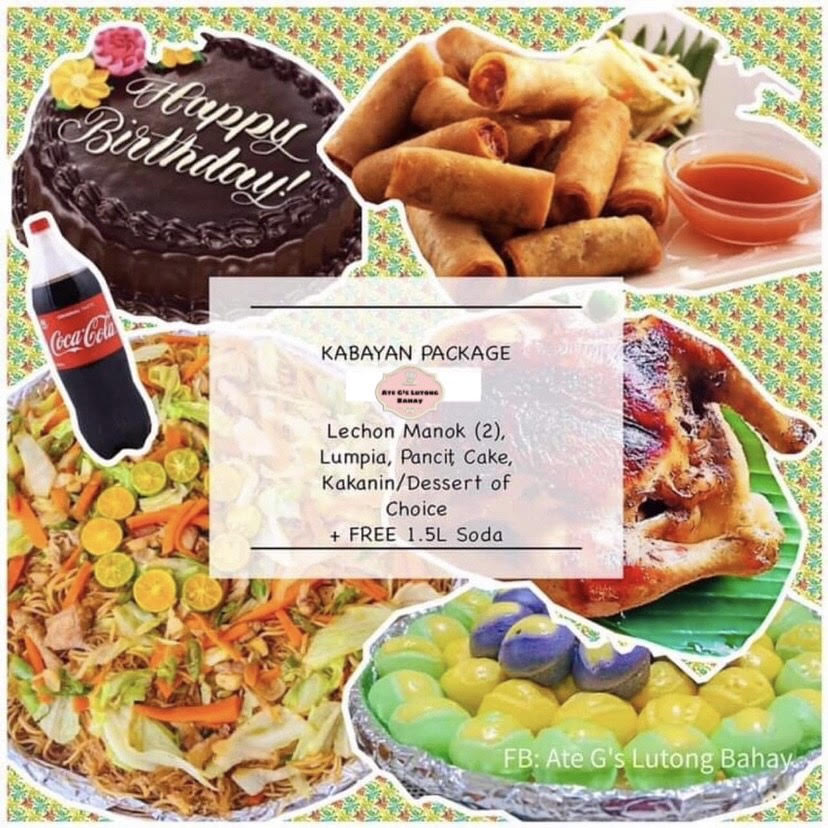 Happy
Birthday!
Coca-Cola
KABAYAN PACKAGE
ATE G'S LUTONG
BAHAY
Lechon Manok (2),
Lumpia, Pancit, Cake,
Kakanin/Dessert of
Choice
+ FREE 1.5L Soda
FB: Ate G's Lutong Bahay